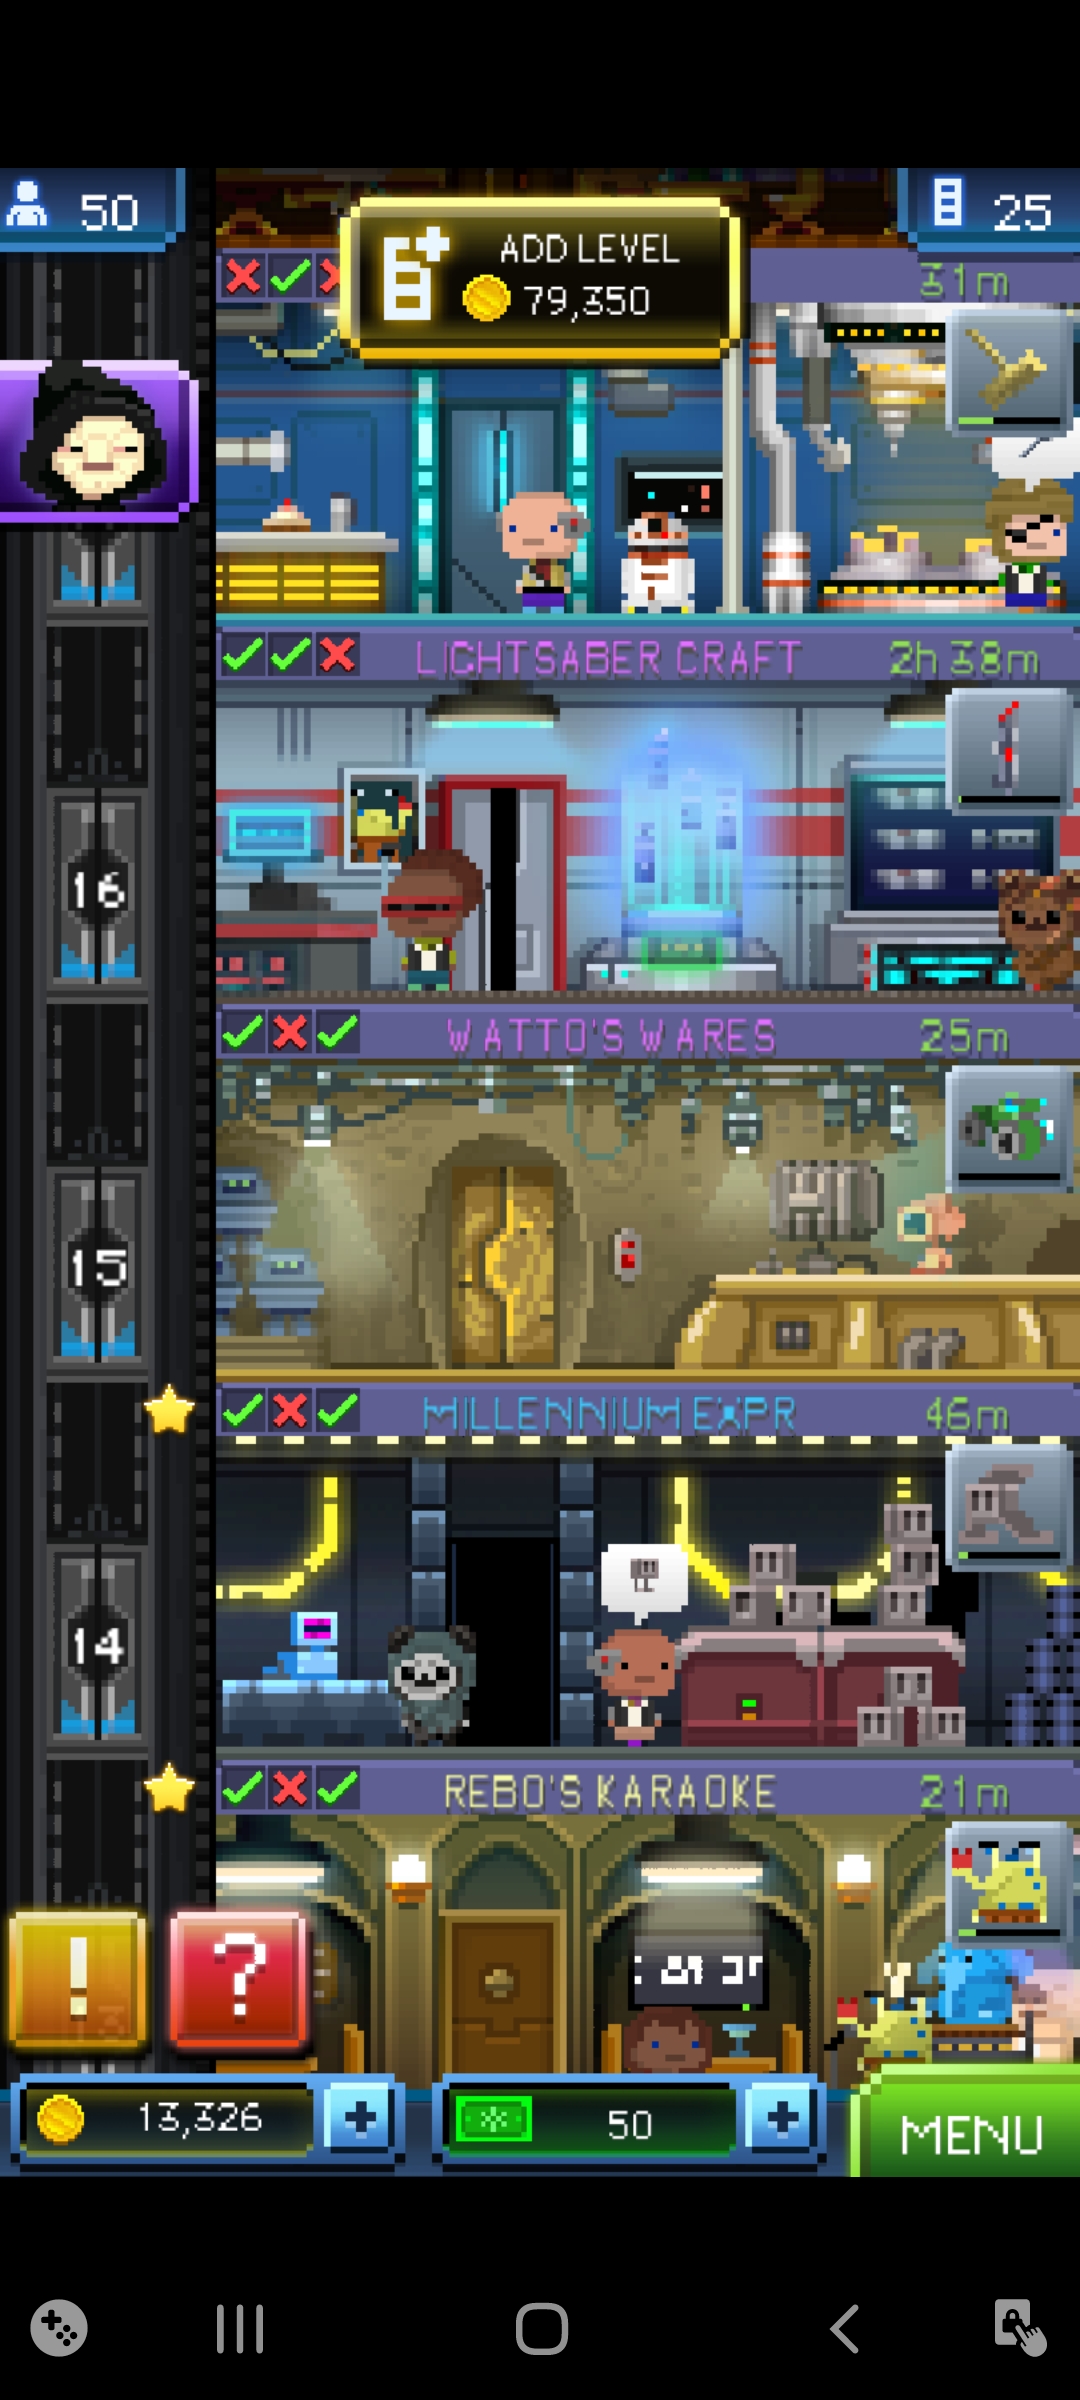 50
25
ADD LEVEL
79,350
31m
LIGHTSABER CRAFT 2h 38m
16
WATTO'S WARES 25m
15
MILLENNIUM EXPR 46m
14
REBO'S KARAOKE 21m
! ?
13,326 + 50 + MENU